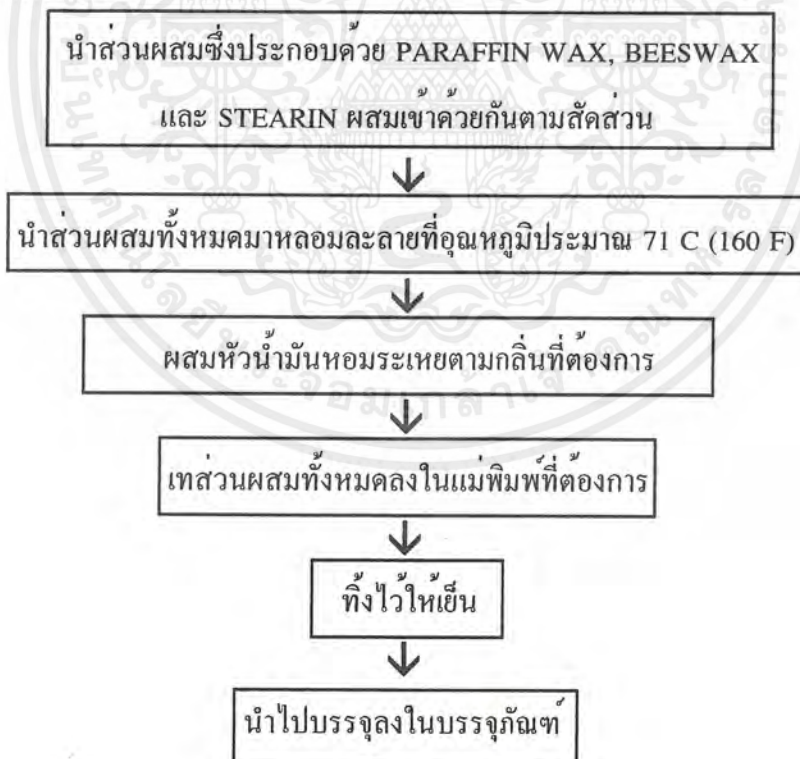 นำส่วนผสมซึ่งประกอบด้วย PARAFFIN WAX, BEESWAX
และ STEARIN ผสมเข้าด้วยกันตามสัดส่วน
นำส่วนผสมทั้งหมดมาหลอมละลายที่อุณหภูมิประมาณ 71 C (160 F)
ผสมหัวน้ำมันหอมระเหยตามกลิ่นที่ต้องการ
เทส่วนผสมทั้งหมดลงในแม่พิมพ์ที่ต้องการ
ทิ้งไว้ให้เย็น
นำไปบรรจุลงในบรรจุภัณฑ์